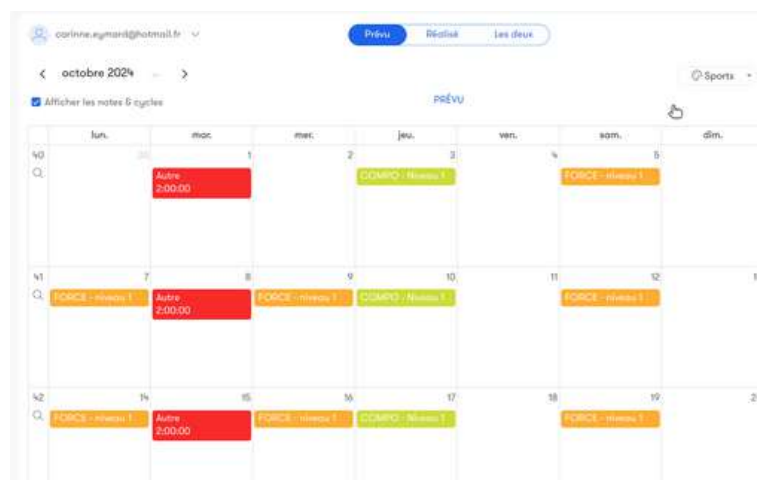 corinne.eymard@hotmail.fr
Prévu Réalisé Les deux
octobre 2024
Sports
Afficher les notes & cycles
PRÉVU
lun. mar. mer. jeu. ven. sam. dim.
40 30 1 2 3 4 5
Autre COMPO - Niveau 1 FORCE - niveau 1
2:00:00
41 7 8 9 10 11 12
FORCE - niveau 1 Autre FORCE - niveau 1 COMPO - Niveau 1 FORCE - niveau 1
2:00:00
42 14 15 16 17 18 19
FORCE - niveau 1 Autre FORCE - niveau 1 COMPO - Niveau 1 FORCE - niveau 1
2:00:00